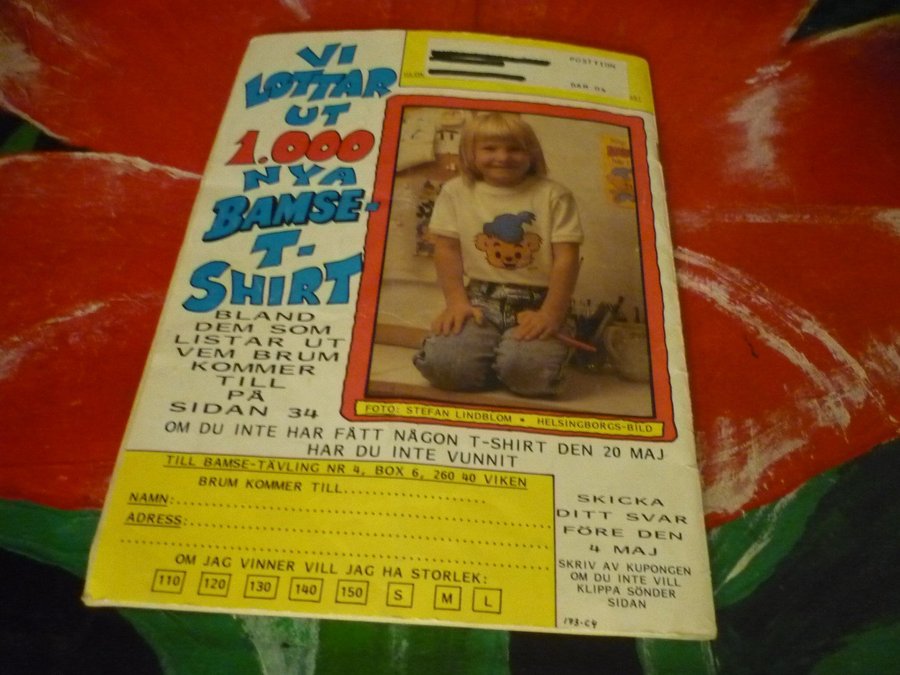 VI
LOTTAR
UT
1.000
NYA
BAMSE-
T-
SHIRT
BLAND
DEM SOM
LISTAR UT
VEM BRUM
KOMMER
TILL
PÅ
SIDAN 34
POSTTIDN
FOTO: STEFAN LINDBLOM • HELSINGBORGS-BILD
OM DU INTE HAR FÅTT NÅGON T-SHIRT DEN 20 MAJ
HAR DU INTE VUNNIT
TILL BAMSE-TÄVLING NR 4, BOX 6, 260 40 VIKEN
BRUM KOMMER TILL
NAMN:
ADRESS:
OM JAG VINNER VILL JAG HA STORLEK:
110 120 130 140 150 S M L
SKICKA
DITT SVAR
FÖRE DEN
4 MAJ
SKRIV AV KUPONGEN
OM DU INTE VILL
KLIPPA SÖNDER
SIDAN